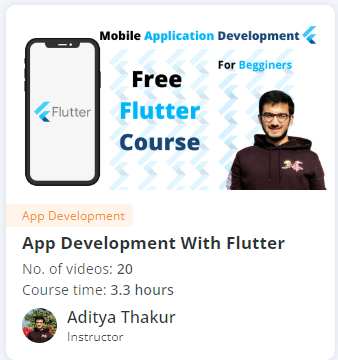 Mobile Application Development
For Begginers
Free
Flutter
Course
Flutter
App Development
App Development With Flutter
No. of videos: 20
Course time: 3.3 hours
Aditya Thakur
Instructor